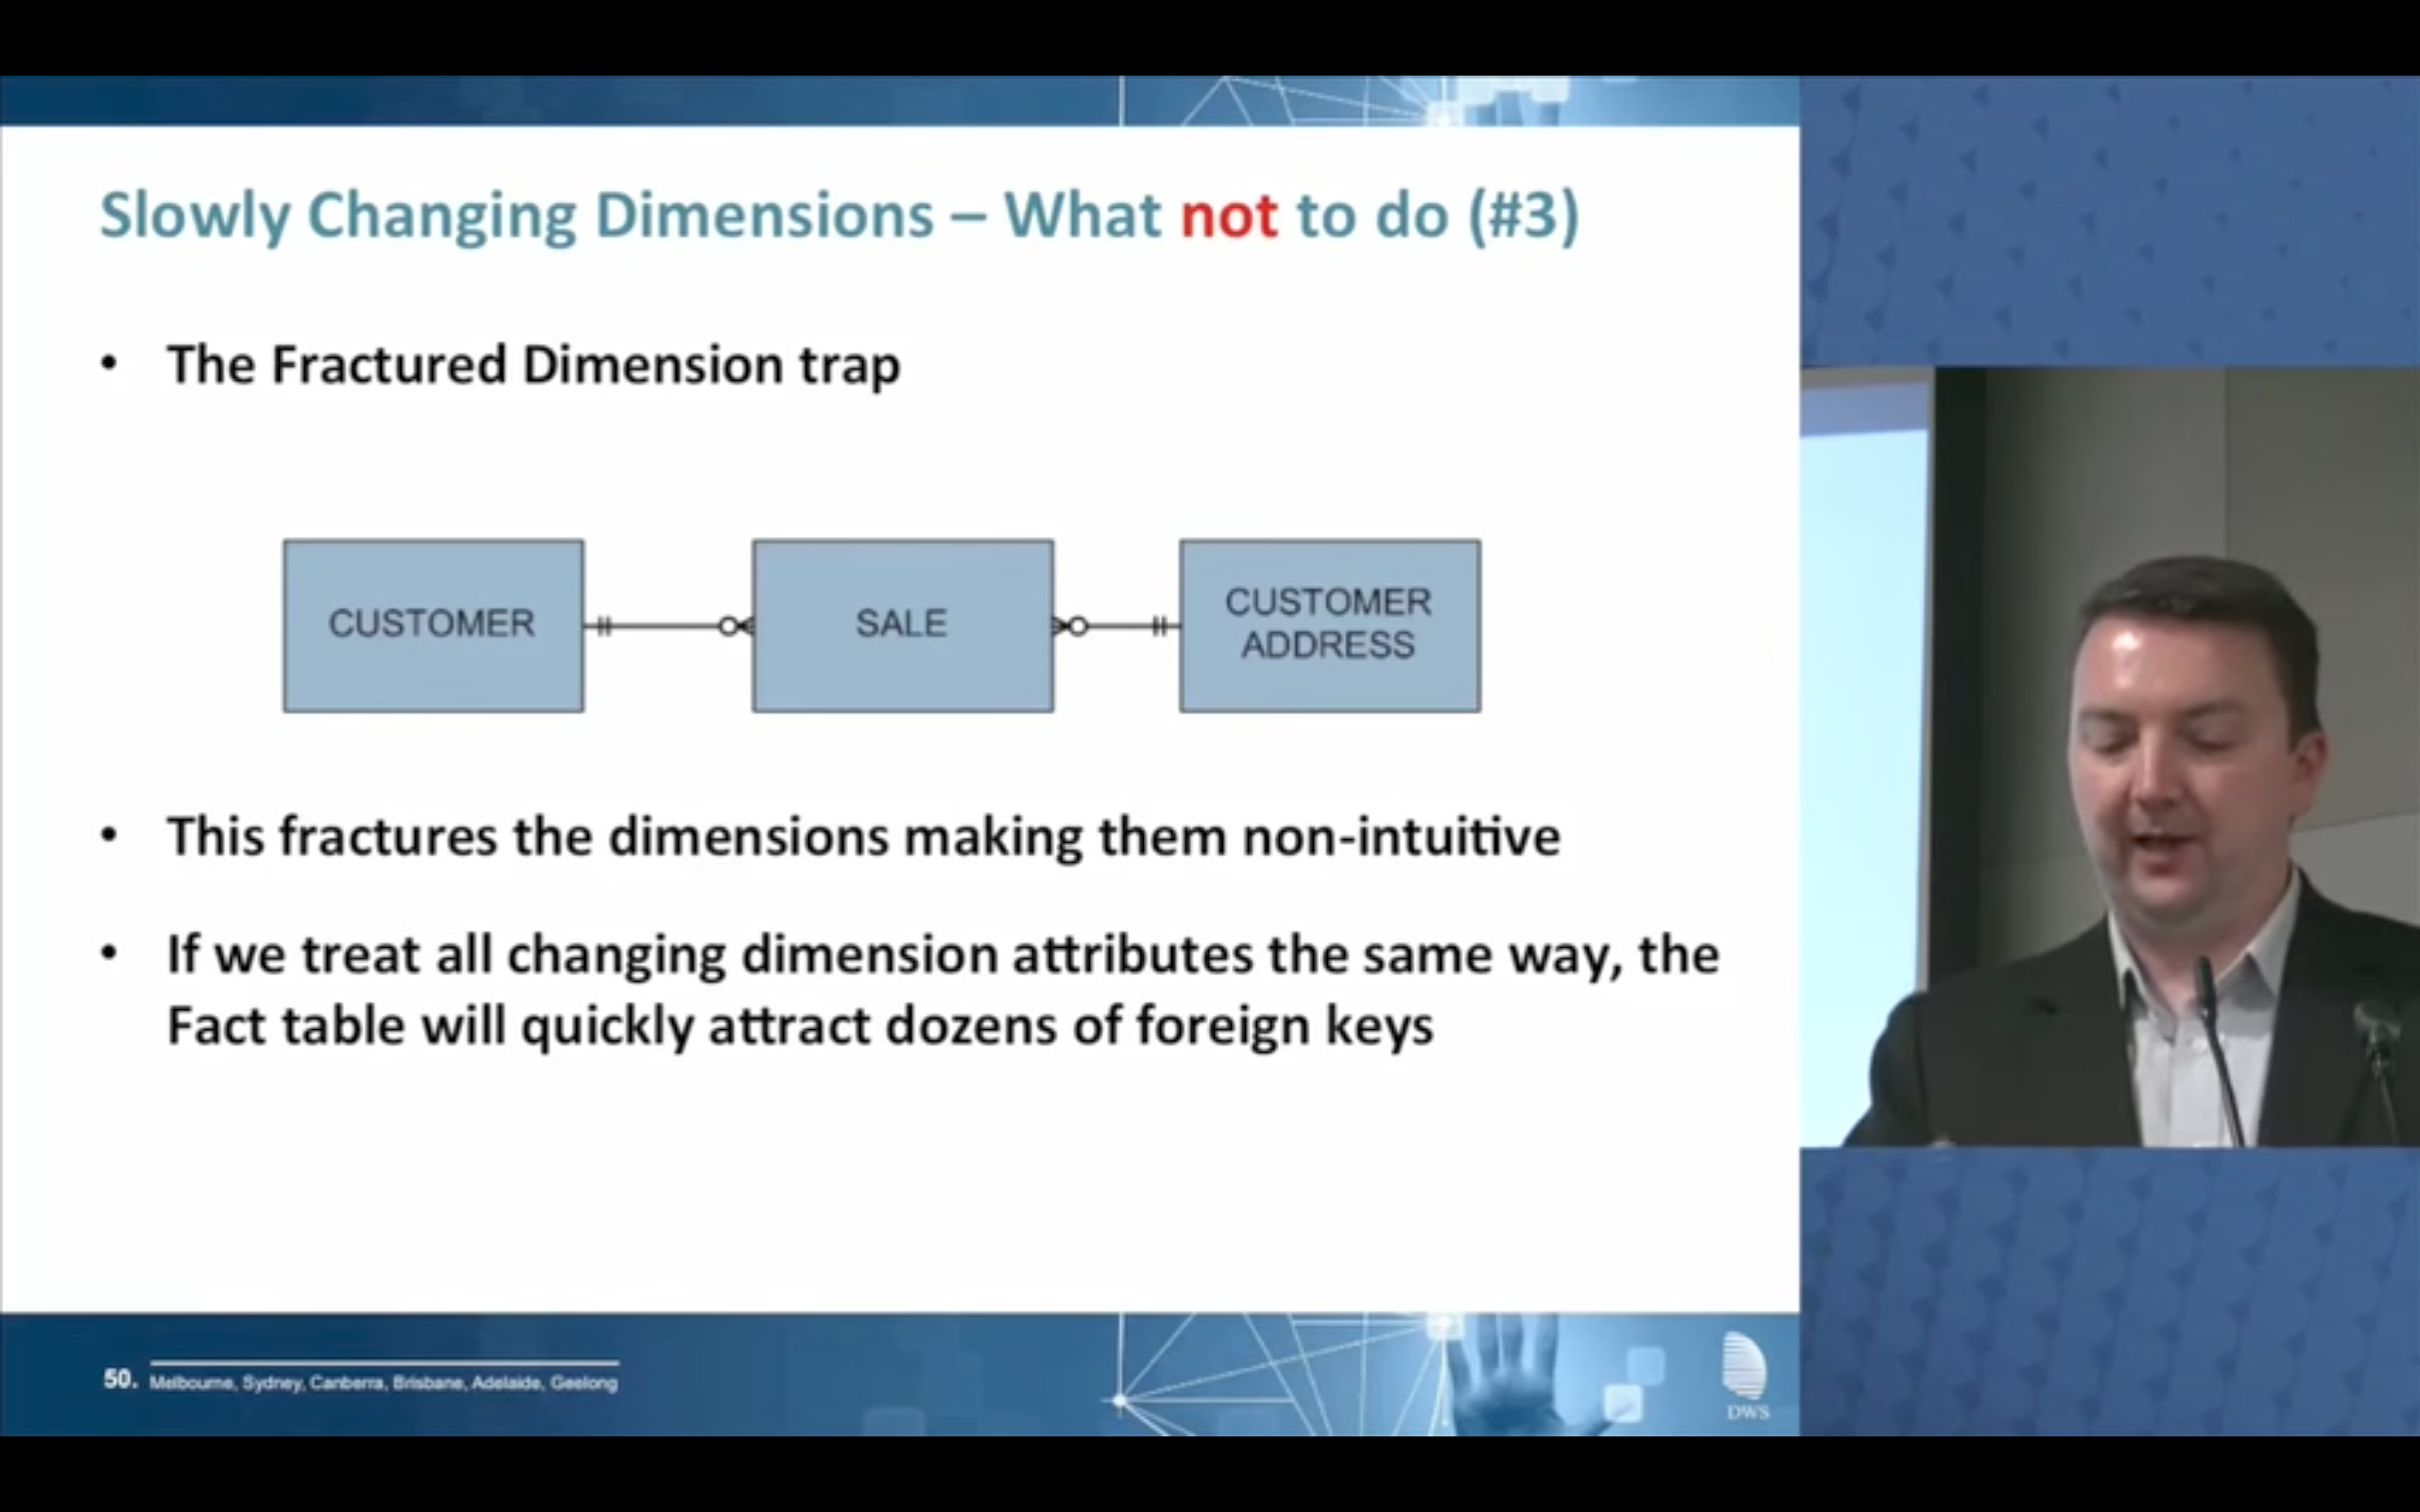 Slowly Changing Dimensions – What not to do (#3)
• The Fractured Dimension trap
CUSTOMER
SALE
CUSTOMER
ADDRESS
• This fractures the dimensions making them non-intuitive
• If we treat all changing dimension attributes the same way, the
Fact table will quickly attract dozens of foreign keys
50. Melbourne, Sydney, Canberra, Brisbane, Adelaide, Geelong
DWS